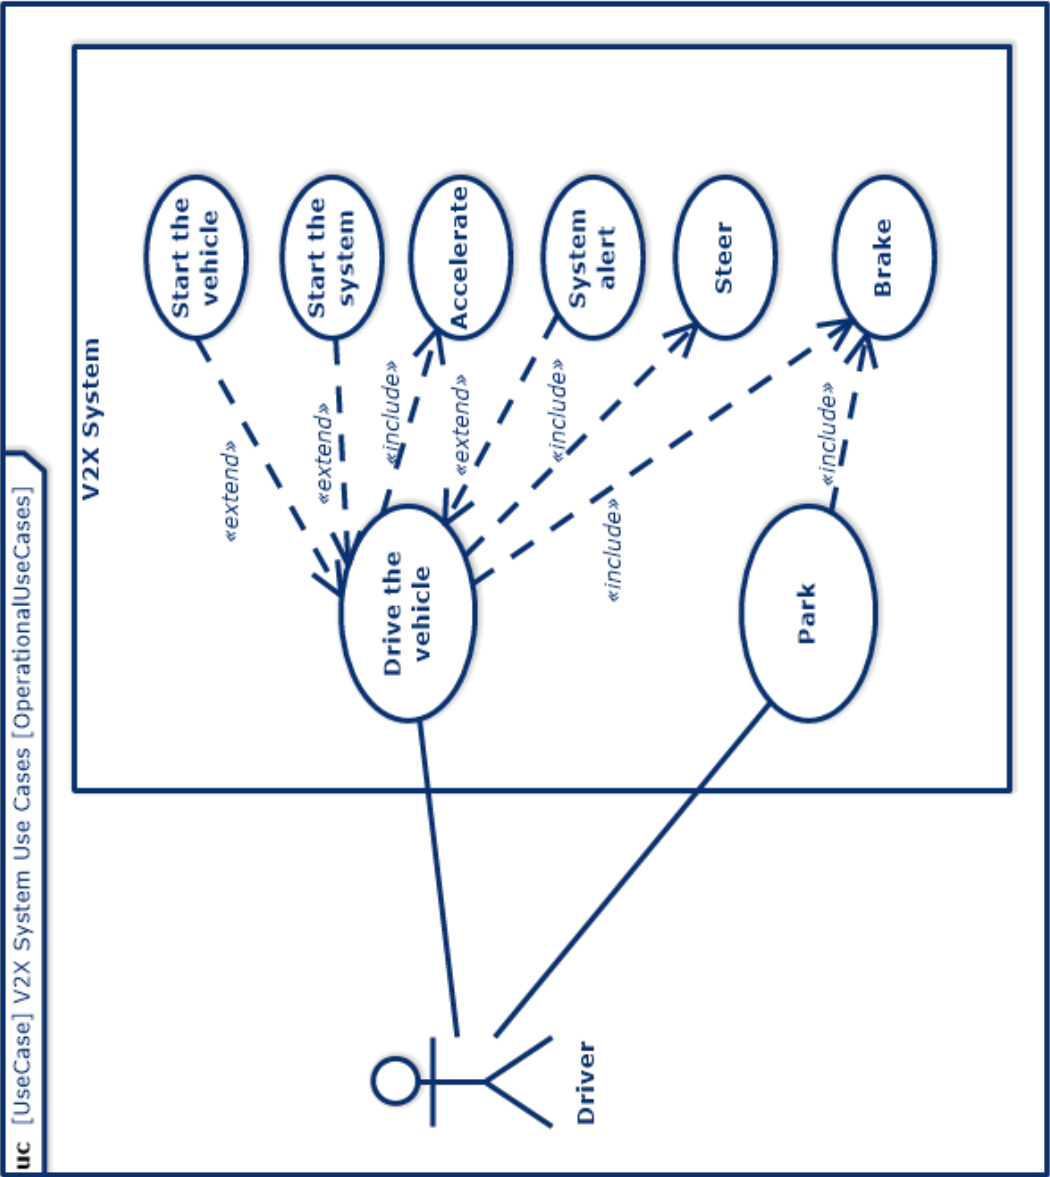 uc [UseCase] V2X System Use Cases [OperationalUseCases]
V2X System
Start the
vehicle
Start the
system
Accelerate
System
alert
Steer
Brake
«extend»
«extend»
«include»
«extend»
«include»
«include»
«include»
Drive the
vehicle
Park
Driver